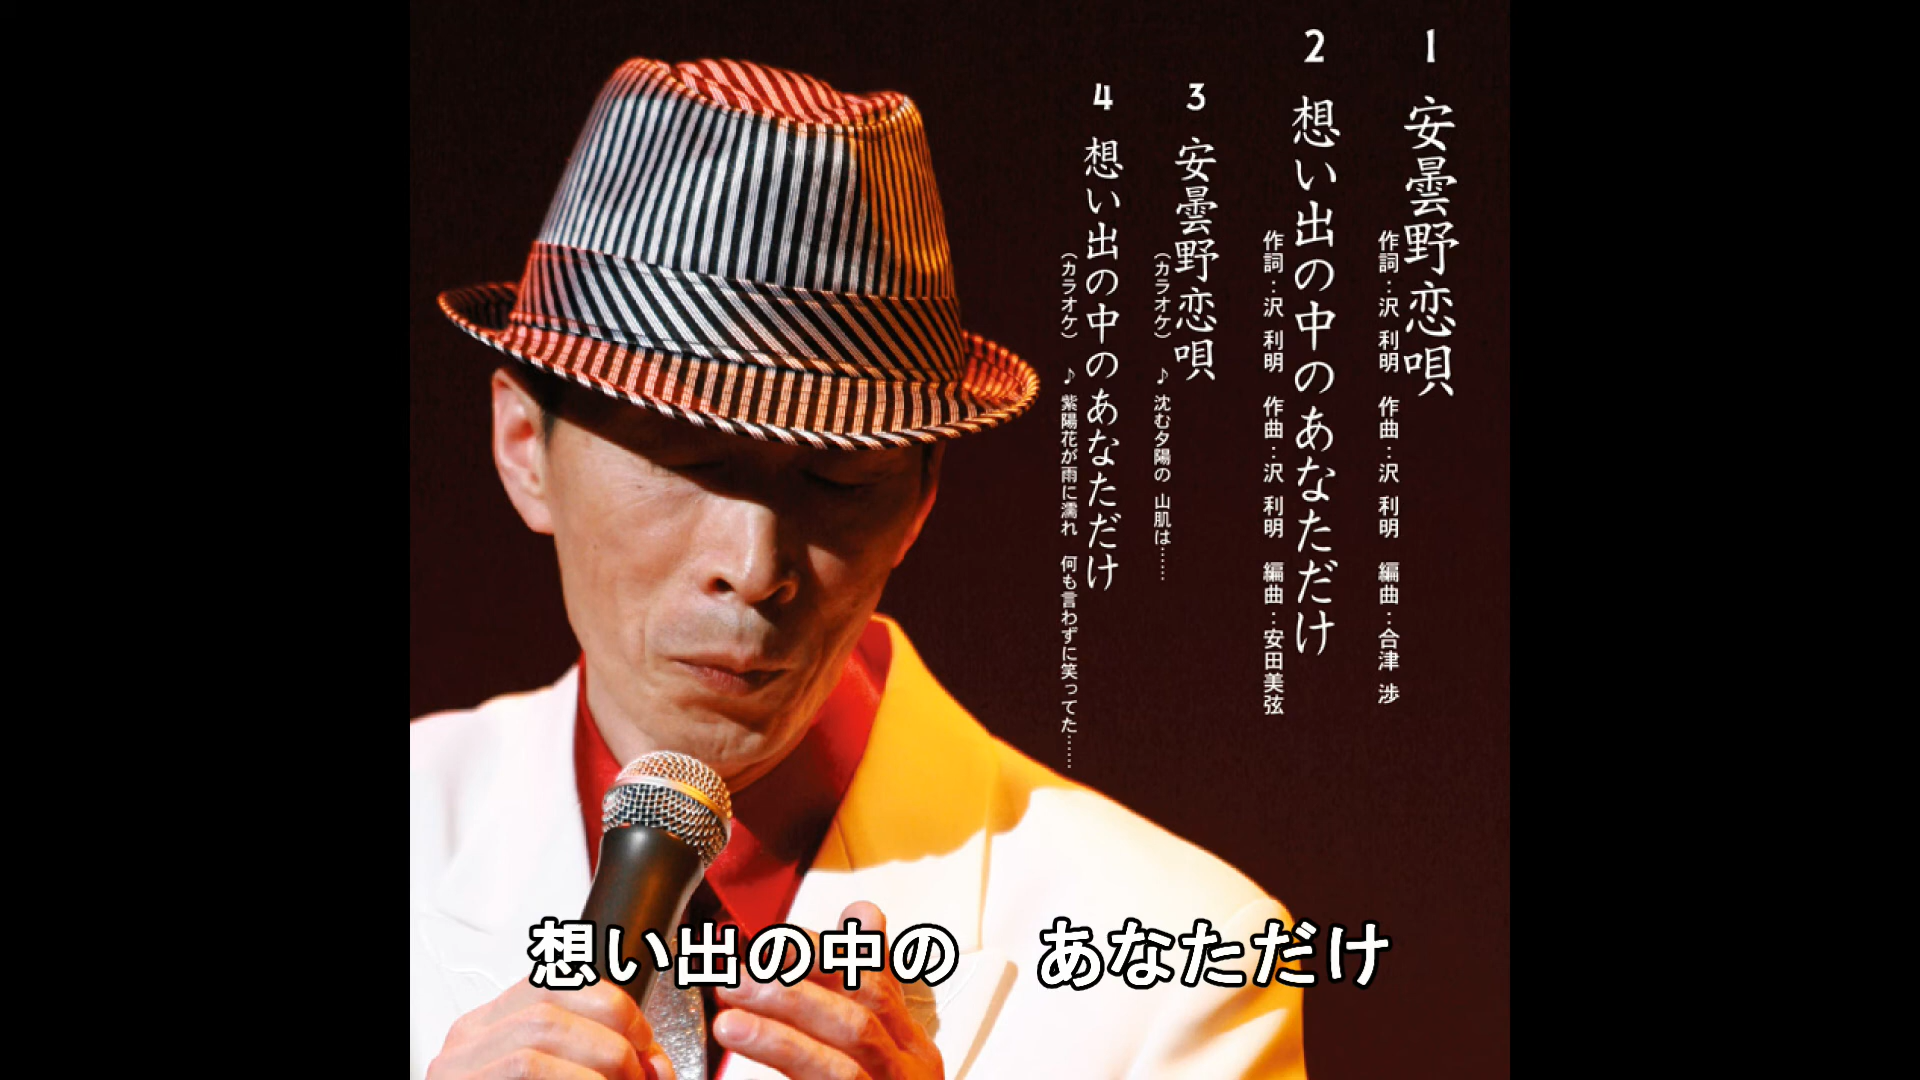 1 安曇野恋唄
作詞：沢 利明 作曲：沢 利明 編曲：合津 渉
2 想い出の中のあなただけ
作詞：沢 利明 作曲：沢 利明 編曲：安田美弦
3 安曇野恋唄
（カラオケ） ♪ 沈む夕陽の 山肌は……
4 想い出の中のあなただけ
（カラオケ） ♪ 紫陽花が雨に濡れ 何も言わずに笑ってた……
想い出の中の あなただけ